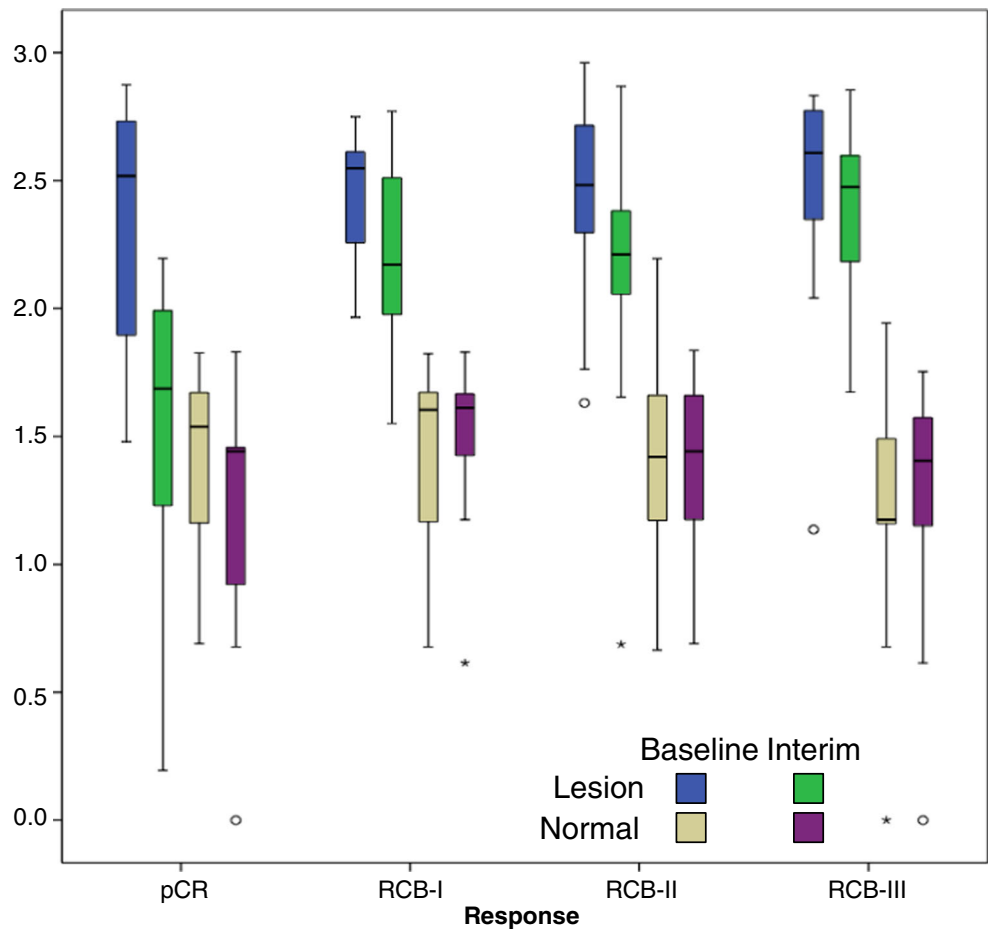 3.0
2.5
2.0
1.5
1.0
0.5
0.0
Baseline Interim
Lesion
Normal
pCR RCB-I RCB-II RCB-III
Response